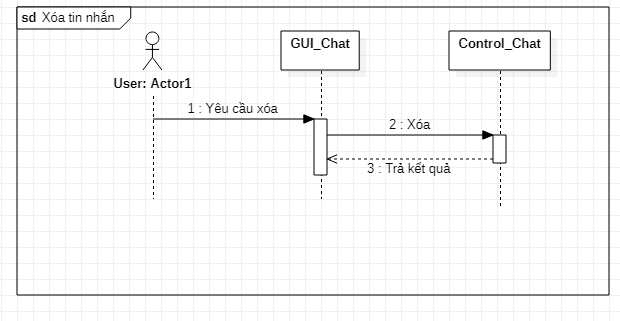 sd Xóa tin nhắn
GUI_Chat
Control_Chat
User: Actor1
1 : Yêu cầu xóa
2 : Xóa
3 : Trả kết quả